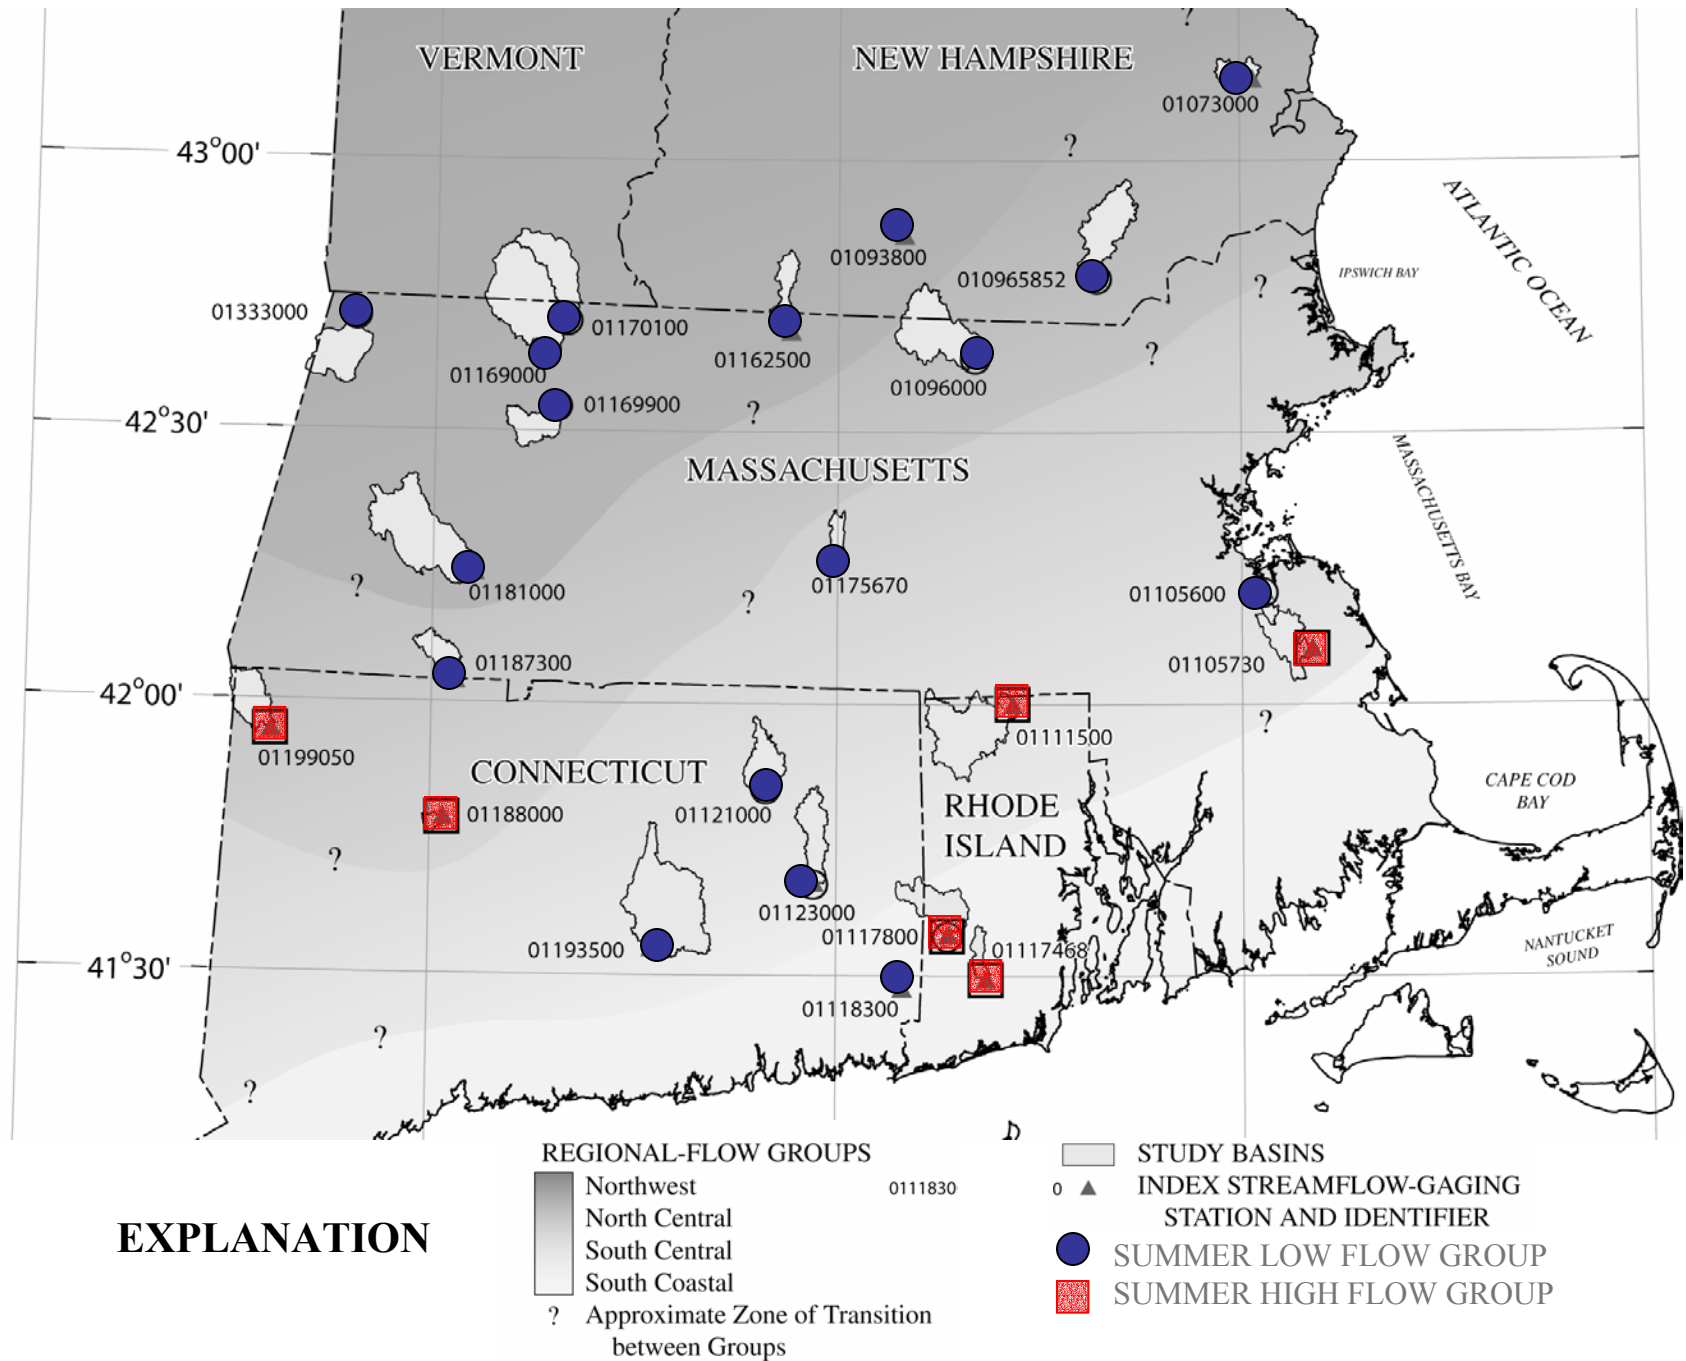 VERMONT
NEW HAMPSHIRE
?
01073000
?
43°00'
ATLANTIC OCEAN
01093800
010965852
IPSWICH BAY
?
01333000
01170100
01162500
?
01169000
01096000
01169900
?
42°30'
MASSACHUSETTS
MASSACHUSETTS BAY
01181000
?
01175670
?
01105600
01187300
01105730
42°00'
?
01199050
01111500
CONNECTICUT
CAPE COD
BAY
01188000
01121000
RHODE
ISLAND
?
01123000
01117800
01117468
01193500
NANTUCKET
SOUND
41°30'
01118300
?
?
EXPLANATION
REGIONAL-FLOW GROUPS
Northwest
North Central
South Central
South Coastal
? Approximate Zone of Transition
between Groups
STUDY BASINS
0111830
0
INDEX STREAMFLOW-GAGING
STATION AND IDENTIFIER
SUMMER LOW FLOW GROUP
SUMMER HIGH FLOW GROUP